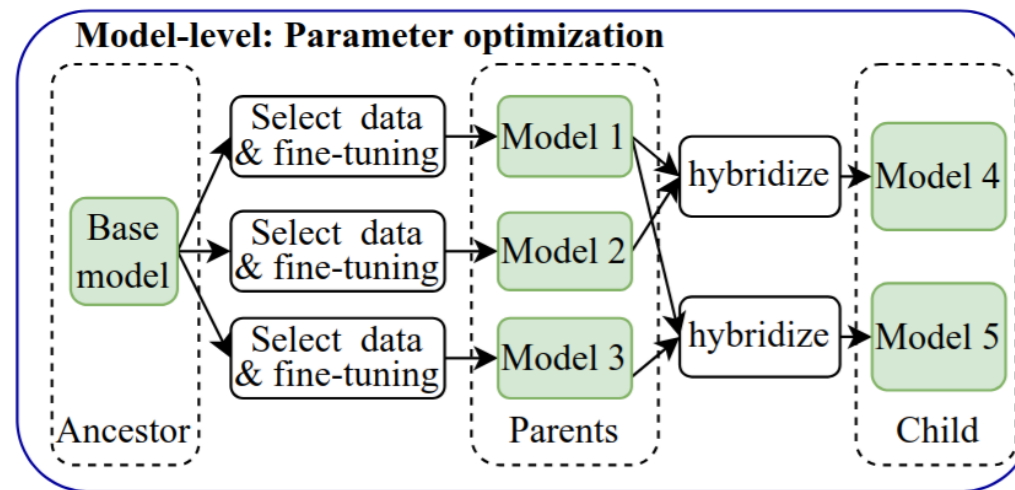 Model-level: Parameter optimization
Base
model
Ancestor
Select data
& fine-tuning
Select data
& fine-tuning
Select data
& fine-tuning
Model 1
Model 2
Model 3
Parents
hybridize
hybridize
Model 4
Model 5
Child